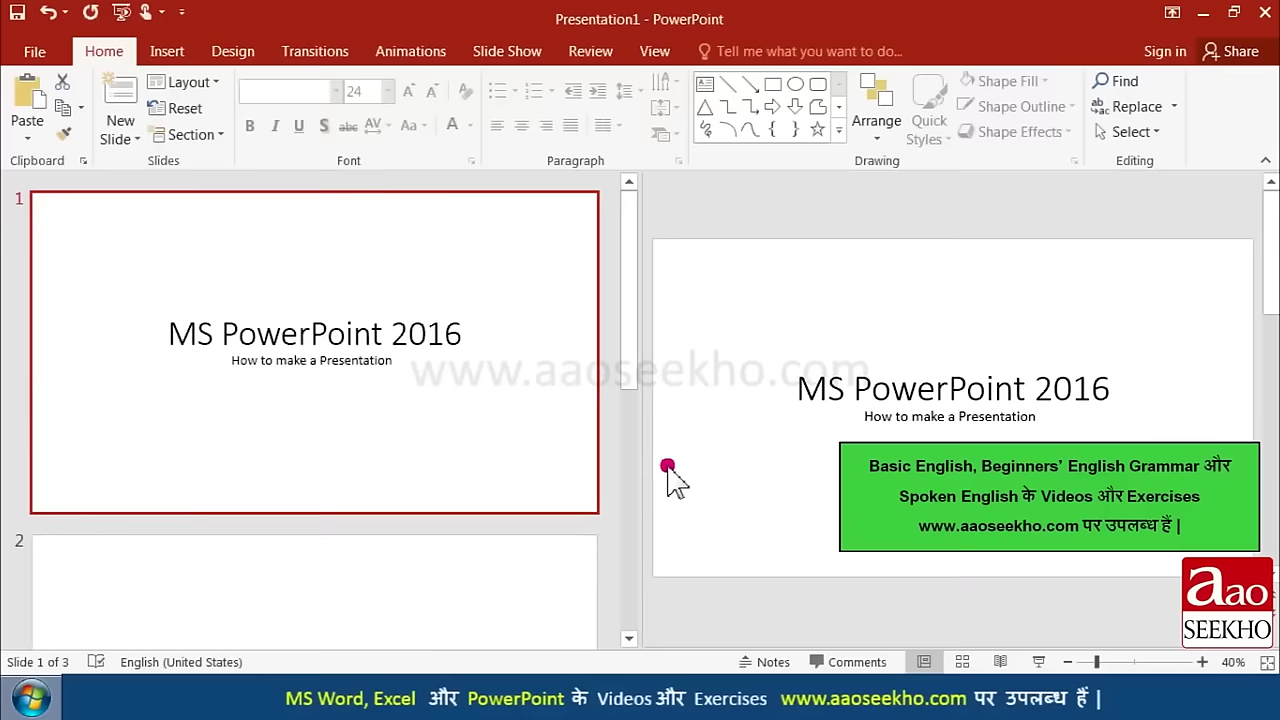 Presentation1 - PowerPoint
File Home Insert Design Transitions Animations Slide Show Review View Tell me what you want to do... Sign in Share
Paste
New
Slide
Layout
Reset
Section
24
B I U S abc AV Aa A
Arrange
Quick
Styles
Shape Fill
Shape Outline
Shape Effects
Find
Replace
Select
Clipboard Slides Font Paragraph Drawing Editing
1
MS PowerPoint 2016
How to make a Presentation
2
www.aaoseekho.com
MS PowerPoint 2016
How to make a Presentation
Basic English, Beginners’ English Grammar और
Spoken English के Videos और Exercises
www.aaoseekho.com पर उपलब्ध हैं |
aao
SEEKHO
Slide 1 of 3 English (United States) Notes Comments 40%
MS Word, Excel और PowerPoint के Videos और Exercises www.aaoseekho.com पर उपलब्ध हैं |